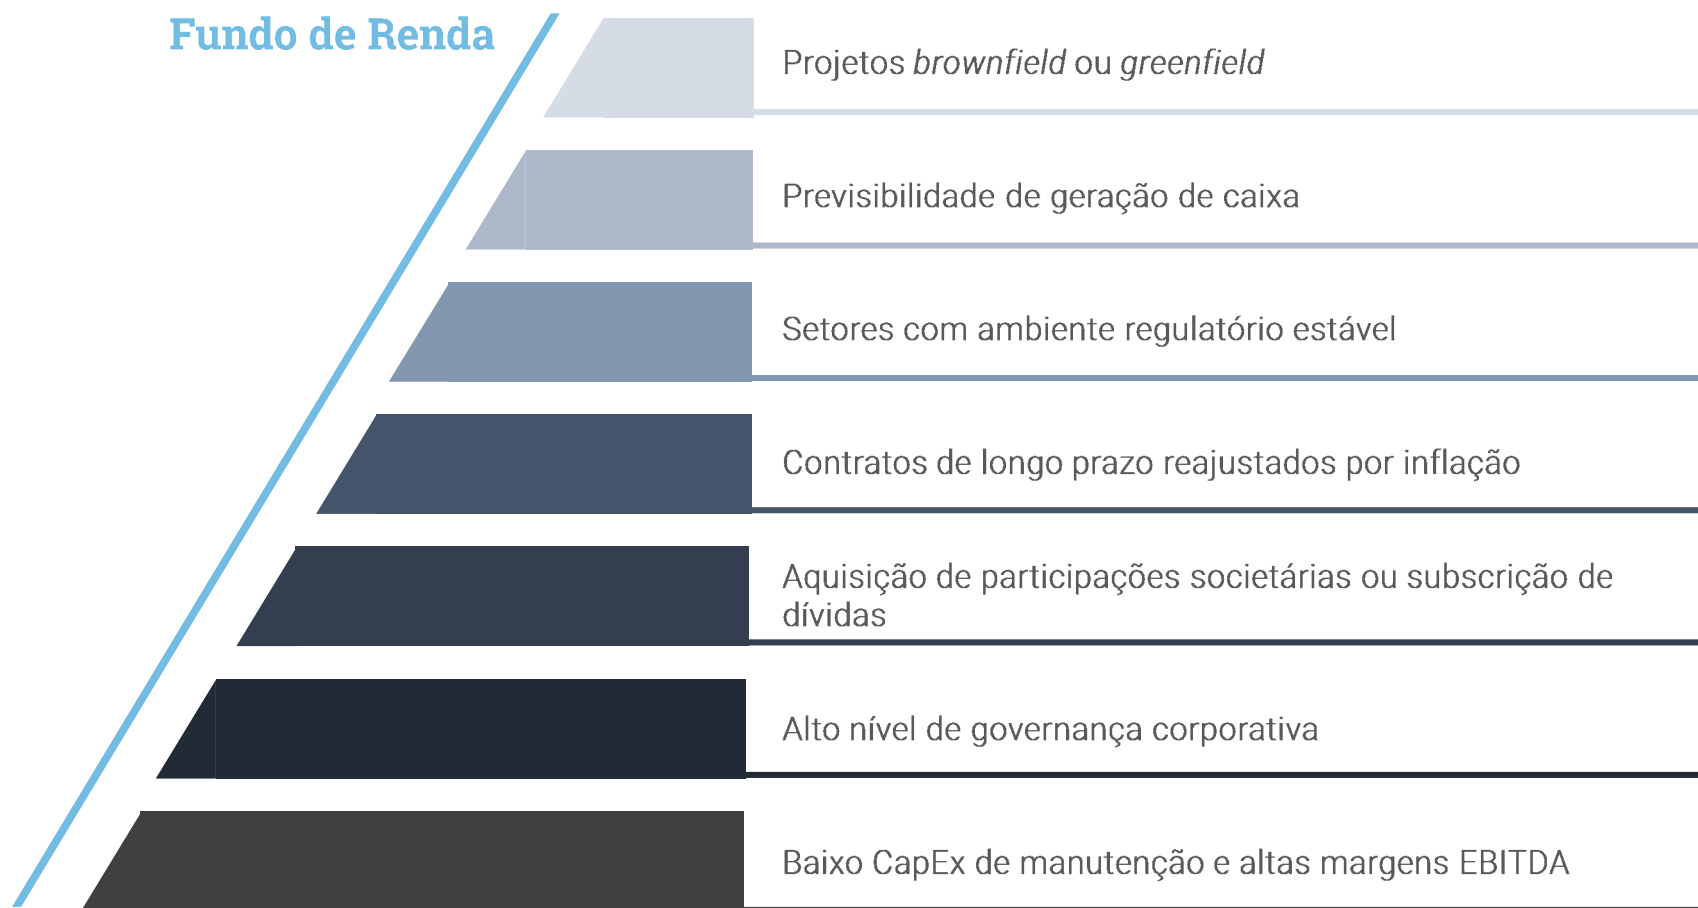 Fundo de Renda
Projetos brownfield ou greenfield
Previsibilidade de geração de caixa
Setores com ambiente regulatório estável
Contratos de longo prazo reajustados por inflação
Aquisição de participações societárias ou subscrição de
dívidas
Alto nível de governança corporativa
Baixo CapEx de manutenção e altas margens EBITDA